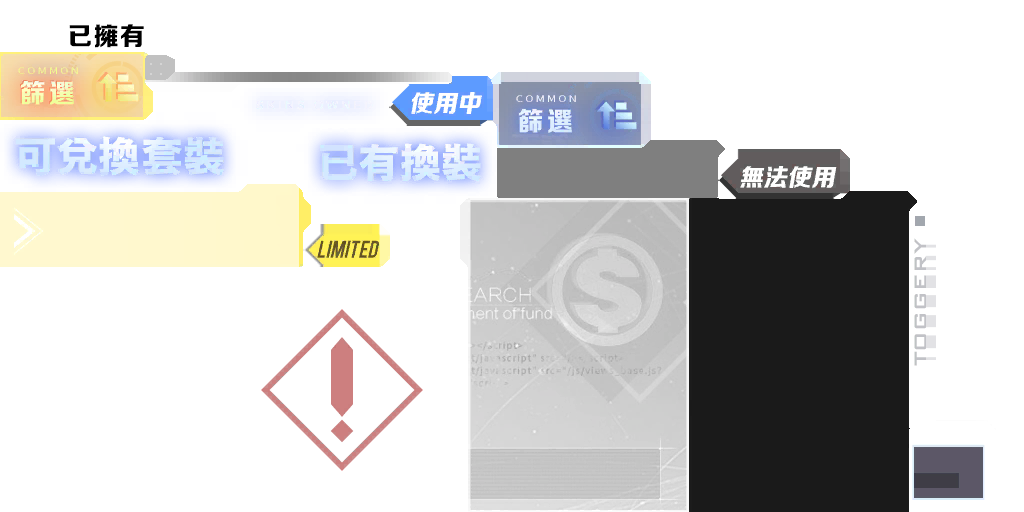 已擁有
COMMON
篩選
使用中
COMMON
篩選
可兌換套裝
已有換裝
無法使用
LIMITED
TOGGERY
EARCH
ment of fund